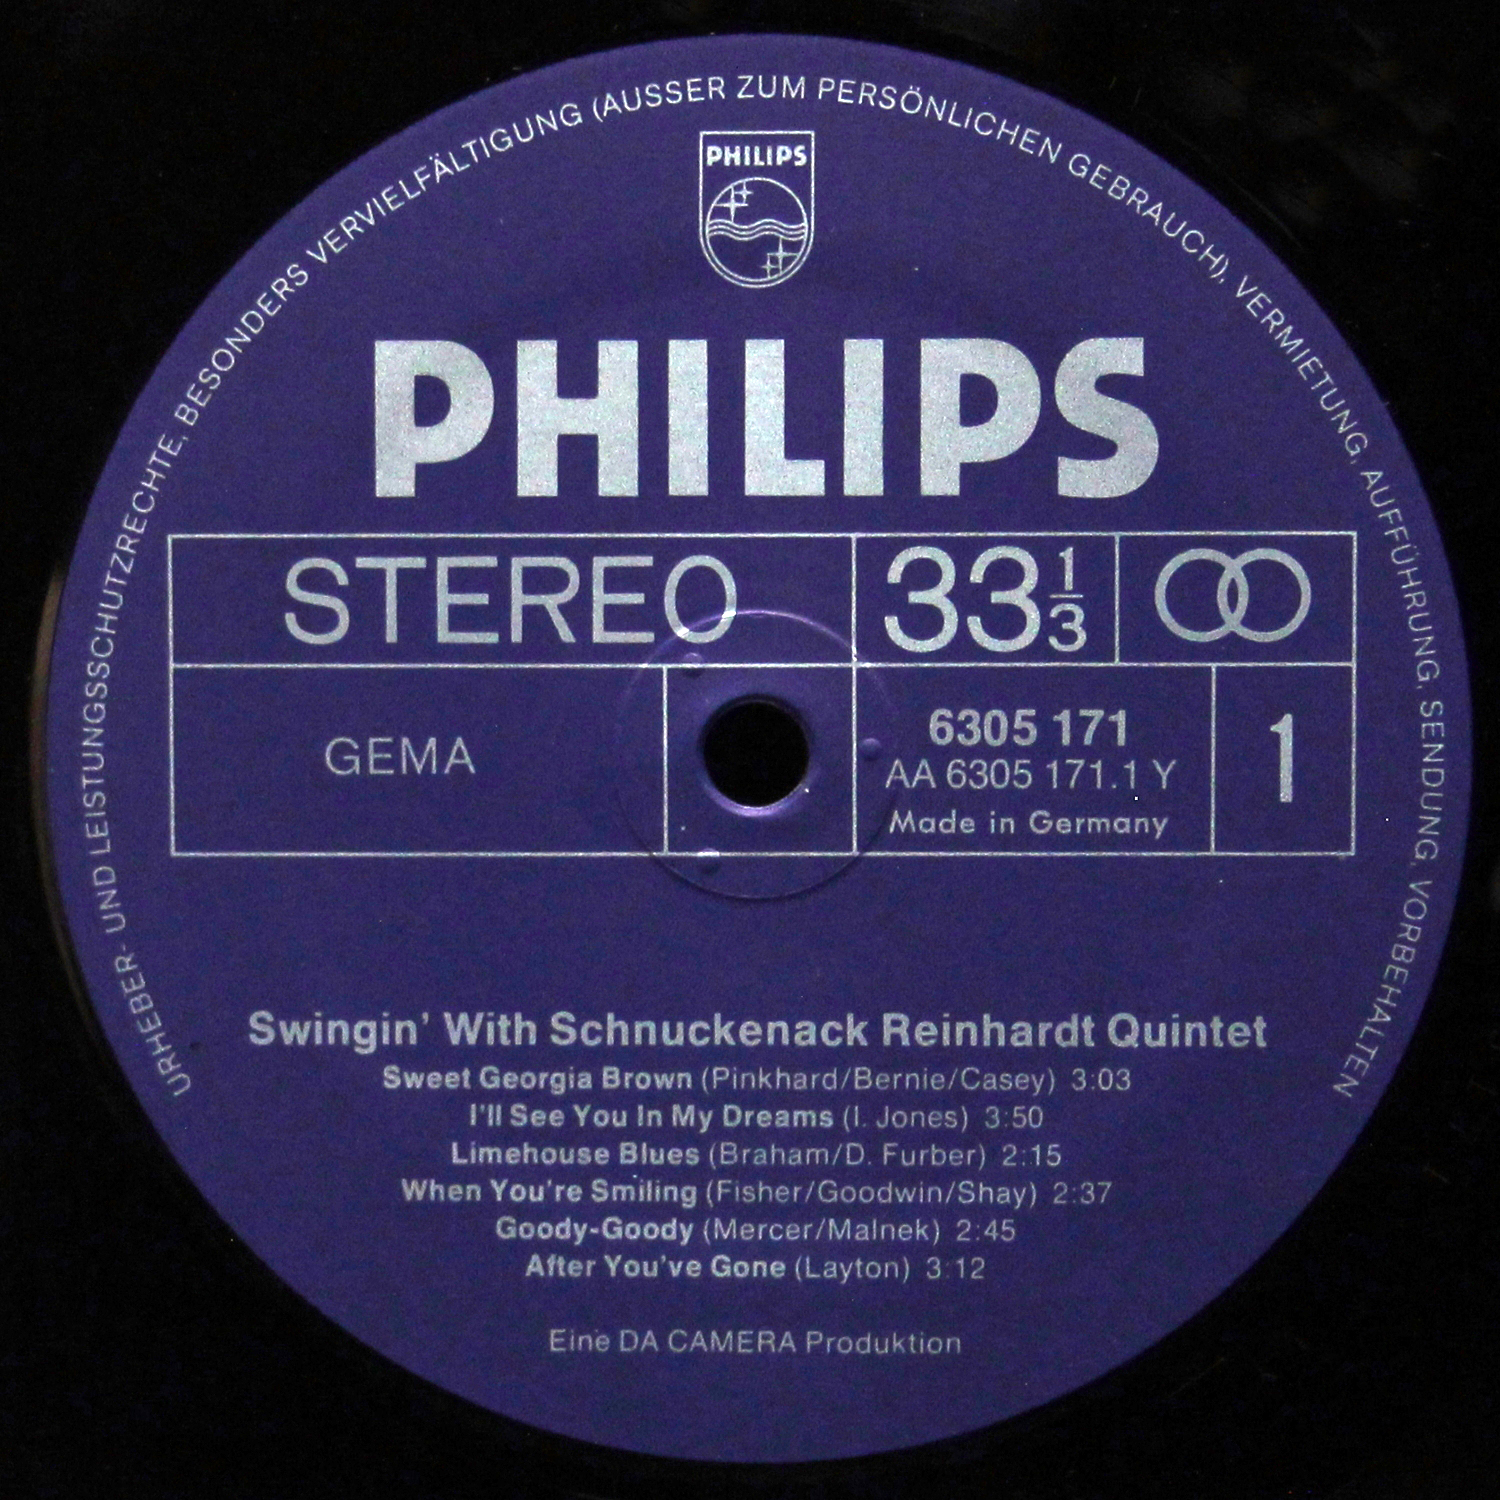 URHEBER- UND LEISTUNGSSCHUTZRECHTE, BESONDERS VERVIELFÄLTIGUNG (AUSSER ZUM PERSÖNLICHEN GEBRAUCH), VERMIETUNG, AUFFÜHRUNG, SENDUNG, VORBEHALTEN
PHILIPS
PHILIPS
STEREO 33 1/3
GEMA
6305 171
AA 6305 171.1 Y
Made in Germany
1
Swingin' With Schnuckenack Reinhardt Quintet
Sweet Georgia Brown (Pinkhard/Bernie/Casey) 3:03
I'll See You In My Dreams (I. Jones) 3:50
Limehouse Blues (Braham/D. Furber) 2:15
When You're Smiling (Fisher/Goodwin/Shay) 2:37
Goody-Goody (Mercer/Malnek) 2:45
After You've Gone (Layton) 3:12
Eine DA CAMERA Produktion